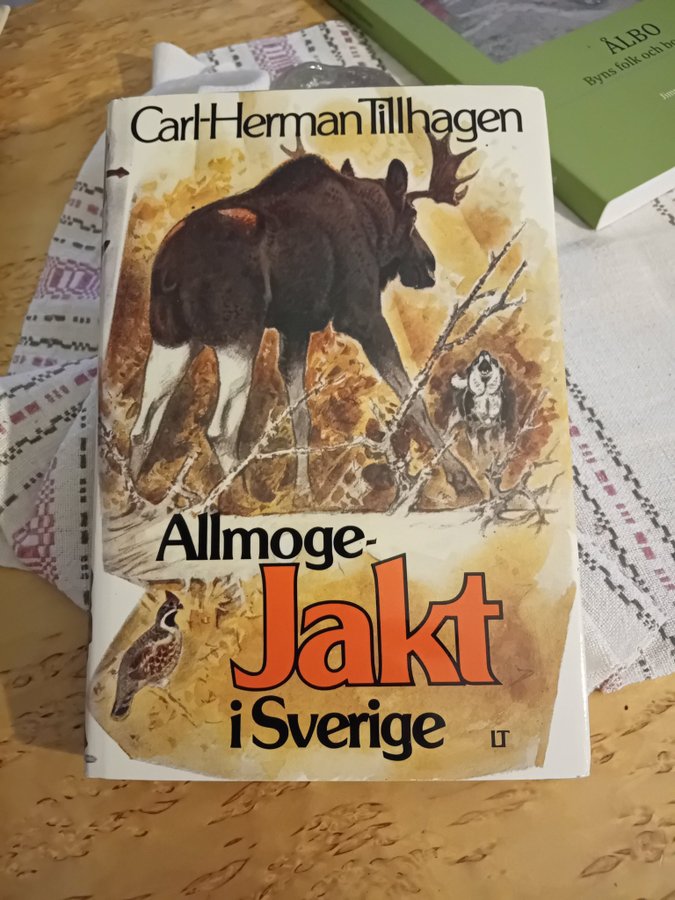 Carl-Herman Tillhagen
Allmoge-
Jakt
i Sverige
LT
ÅLBO
Byns folk och